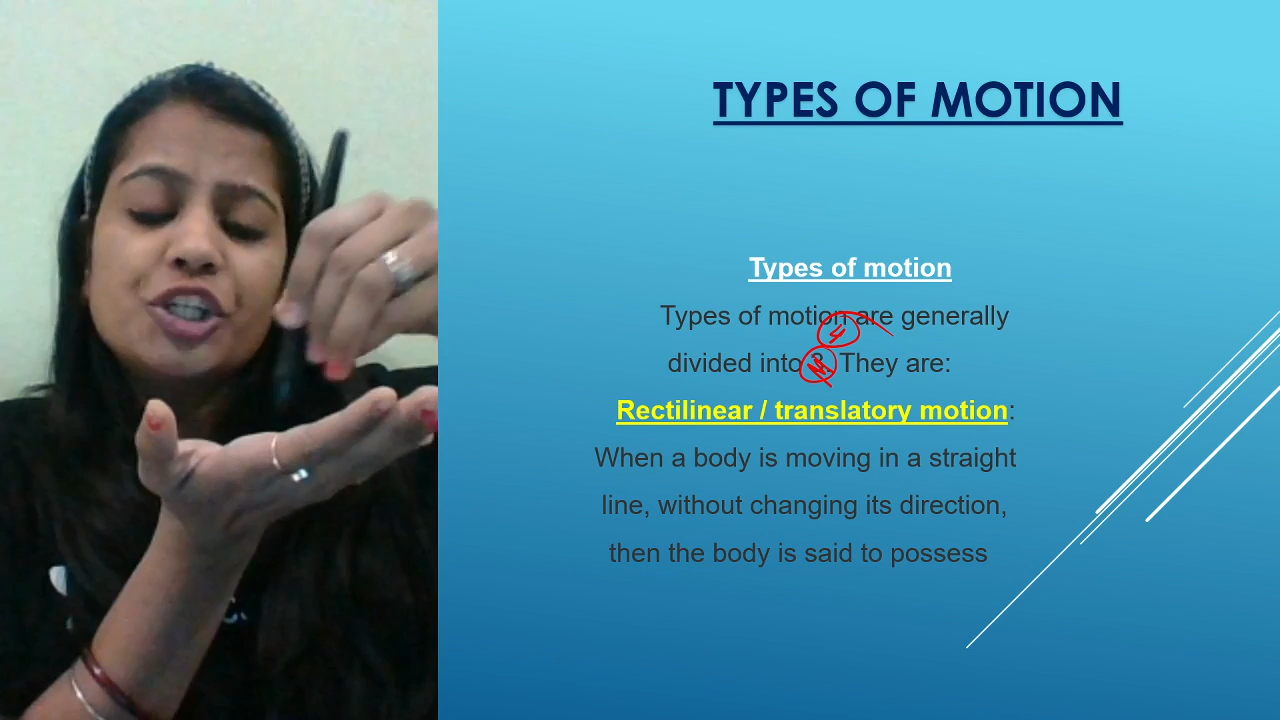 TYPES OF MOTION
Types of motion
Types of motion are generally
4
divided into 3. They are:
Rectilinear / translatory motion:
When a body is moving in a straight
line, without changing its direction,
then the body is said to possess